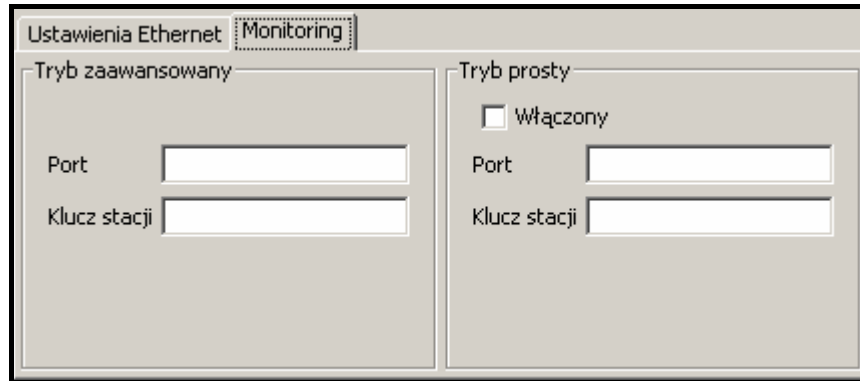 Ustawienia Ethernet Monitoring
Tryb zaawansowany
Port
Klucz stacji
Tryb prosty
Włączony
Port
Klucz stacji